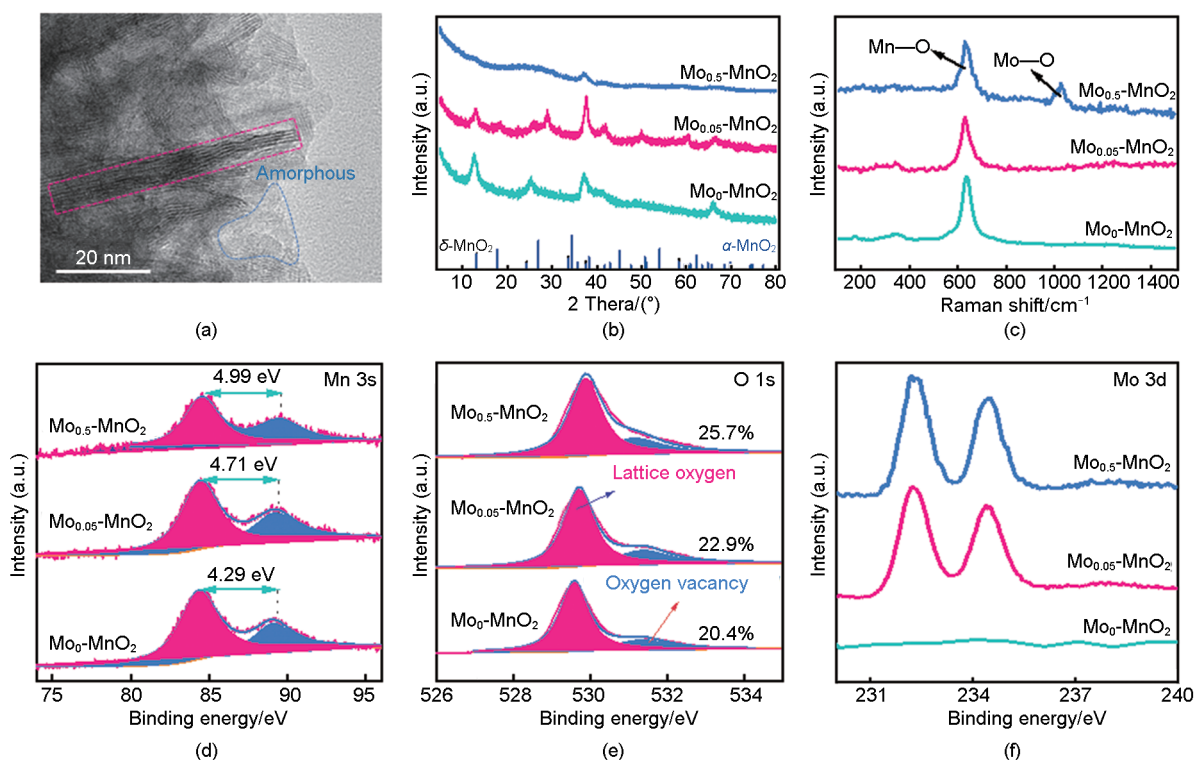 Amorphous
20 nm
(a)
Intensity (a.u.)
Mo0.5-MnO2
Mo0.05-MnO2
Mo0-MnO2
δ-MnO2
α-MnO2
10 20 30 40 50 60 70 80
2 Thera/(°)
(b)
Intensity (a.u.)
Mn—O
Mo—O
Mo0.5-MnO2
Mo0.05-MnO2
Mo0-MnO2
200 400 600 800 1000 1200 1400
Raman shift/cm−1
(c)
Intensity (a.u.)
Mn 3s
4.99 eV
Mo0.5-MnO2
4.71 eV
Mo0.05-MnO2
4.29 eV
Mo0-MnO2
75 80 85 90 95
Binding energy/eV
(d)
Intensity (a.u.)
O 1s
Mo0.5-MnO2
25.7%
Lattice oxygen
Mo0.05-MnO2
22.9%
Oxygen vacancy
Mo0-MnO2
20.4%
526 528 530 532 534
Binding energy/eV
(e)
Intensity (a.u.)
Mo 3d
Mo0.5-MnO2
Mo0.05-MnO2
Mo0-MnO2
231 234 237 240
Binding energy/eV
(f)